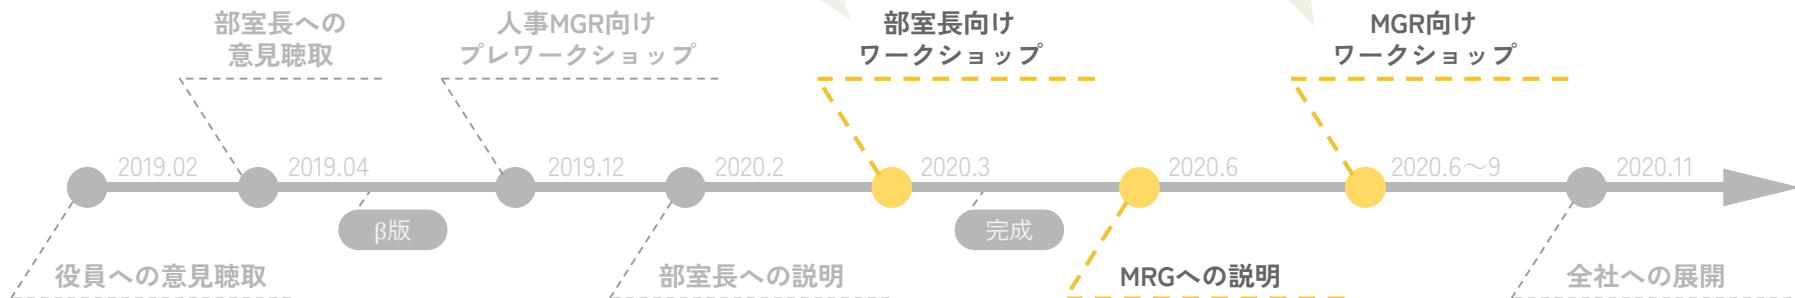 部室長への
意見聴取
人事MGR向け
プレワークショップ
部室長向け
ワークショップ
MGR向け
ワークショップ
2019.02
2019.04
2019.12
2020.2
2020.3
2020.6
2020.6〜9
2020.11
β版
完成
役員への意見聴取
部室長への説明
MRGへの説明
全社への展開